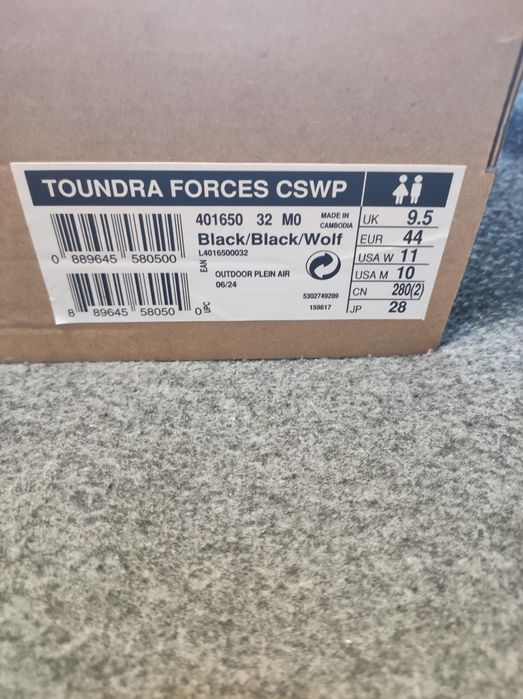 TOUNDRA FORCES CSWP
401650 32 M0
MADE IN
CAMBODIA
Black/Black/Wolf
L4016500032
0 889645 580500
EAN
OUTDOOR PLEIN AIR
06/24
8 89645 58050 0
UPC
5302749289
159817
UK 9.5
EUR 44
USA W 11
USA M 10
CN 280(2)
JP 28